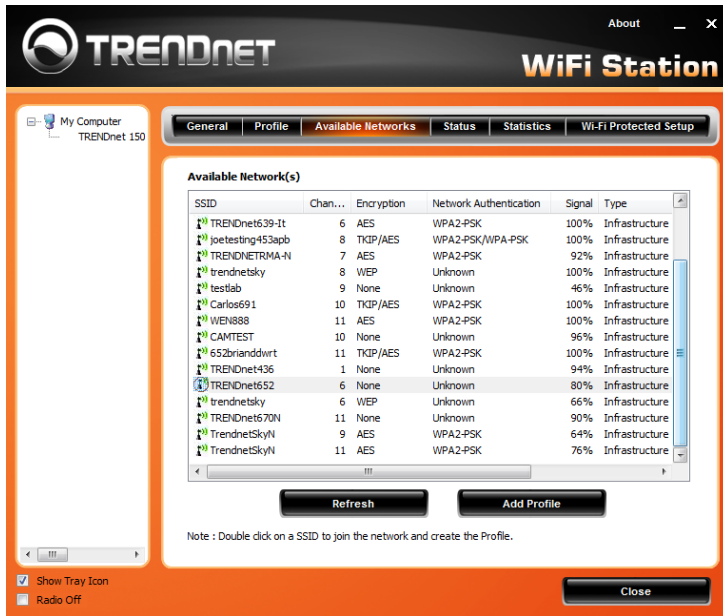 About
TRENDNET
WiFi Station
My Computer
TRENDnet 150
General Profile Available Networks Status Statistics Wi-Fi Protected Setup
Available Network(s)
SSID Chan... Encryption Network Authentication Signal Type
TRENDnet639-It 6 AES WPA2-PSK 100% Infrastructure
joetesting453apb 8 TKIP/AES WPA2-PSK/WPA-PSK 100% Infrastructure
TRENDNETRMA-N 7 AES WPA2-PSK 92% Infrastructure
trendnetsky 8 WEP Unknown 100% Infrastructure
testlab 9 None Unknown 46% Infrastructure
Carlos691 10 TKIP/AES WPA2-PSK 100% Infrastructure
WEN888 11 AES WPA2-PSK 100% Infrastructure
CAMTEST 10 None Unknown 96% Infrastructure
652brianddwrt 11 TKIP/AES WPA2-PSK 100% Infrastructure
TRENDnet436 1 None Unknown 94% Infrastructure
TRENDnet652 6 None Unknown 80% Infrastructure
trendnetsky 6 WEP Unknown 66% Infrastructure
TRENDnet670N 11 None Unknown 90% Infrastructure
TrendnetSkyN 9 AES WPA2-PSK 64% Infrastructure
TrendnetSkyN 11 AES WPA2-PSK 76% Infrastructure
Refresh Add Profile
Note : Double click on a SSID to join the network and create the Profile.
Show Tray Icon
Radio Off
Close